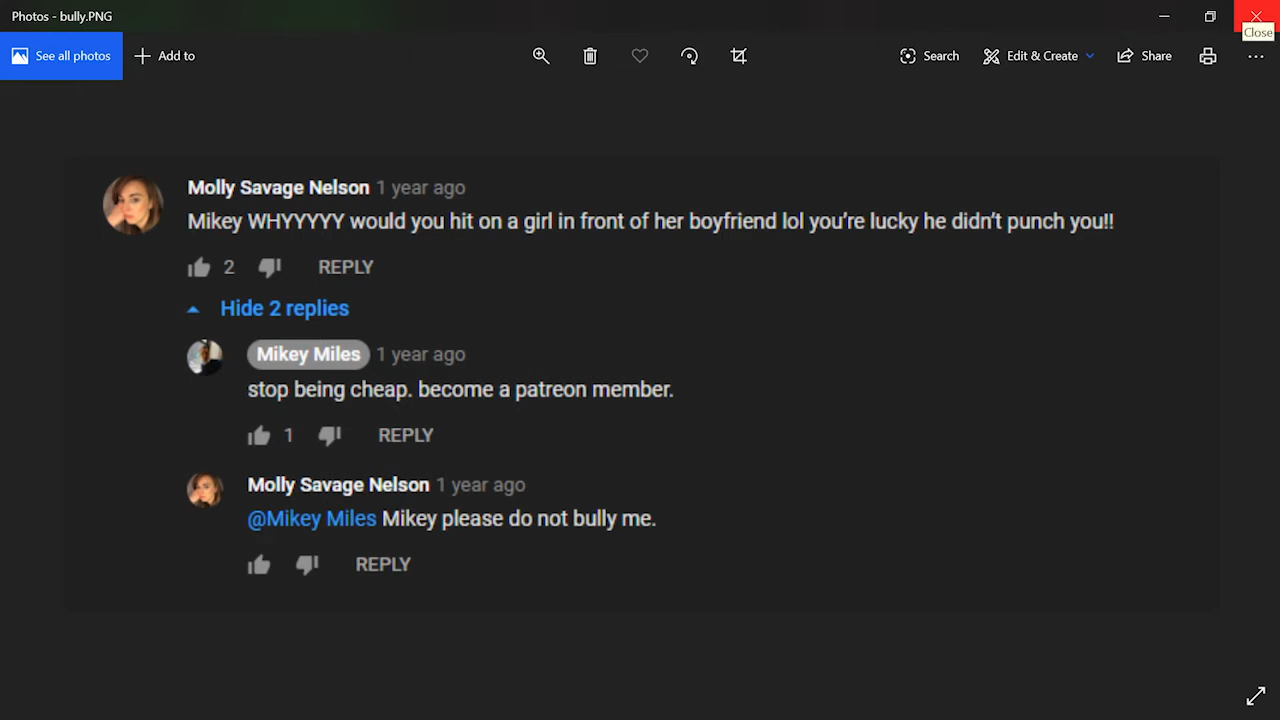 Photos - bully.PNG
Close
See all photos
Add to
Search
Edit & Create
Share
Molly Savage Nelson 1 year ago
Mikey WHYYYYY would you hit on a girl in front of her boyfriend lol you’re lucky he didn’t punch you!!
2 REPLY
Hide 2 replies
Mikey Miles 1 year ago
stop being cheap. become a patreon member.
1 REPLY
Molly Savage Nelson 1 year ago
@Mikey Miles Mikey please do not bully me.
REPLY